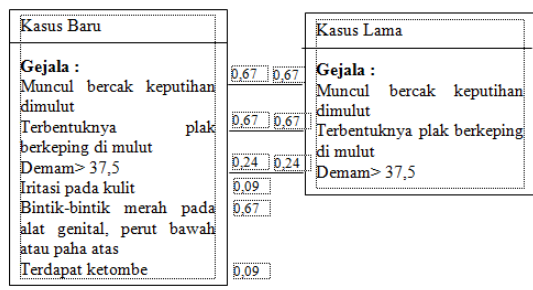 Kasus Baru
Gejala :
Muncul bercak keputihan
dimulut
Terbentuknya plak
berkeping di mulut
Demam> 37,5
Iritasi pada kulit
Bintik-bintik merah pada
alat genital, perut bawah
atau paha atas
Terdapat ketombe
0,67 0,67
0,67 0,67
0,24 0,24
0,09
0,67
0,09
Kasus Lama
Gejala :
Muncul bercak keputihan
dimulut
Terbentuknya plak berkeping
di mulut
Demam> 37,5